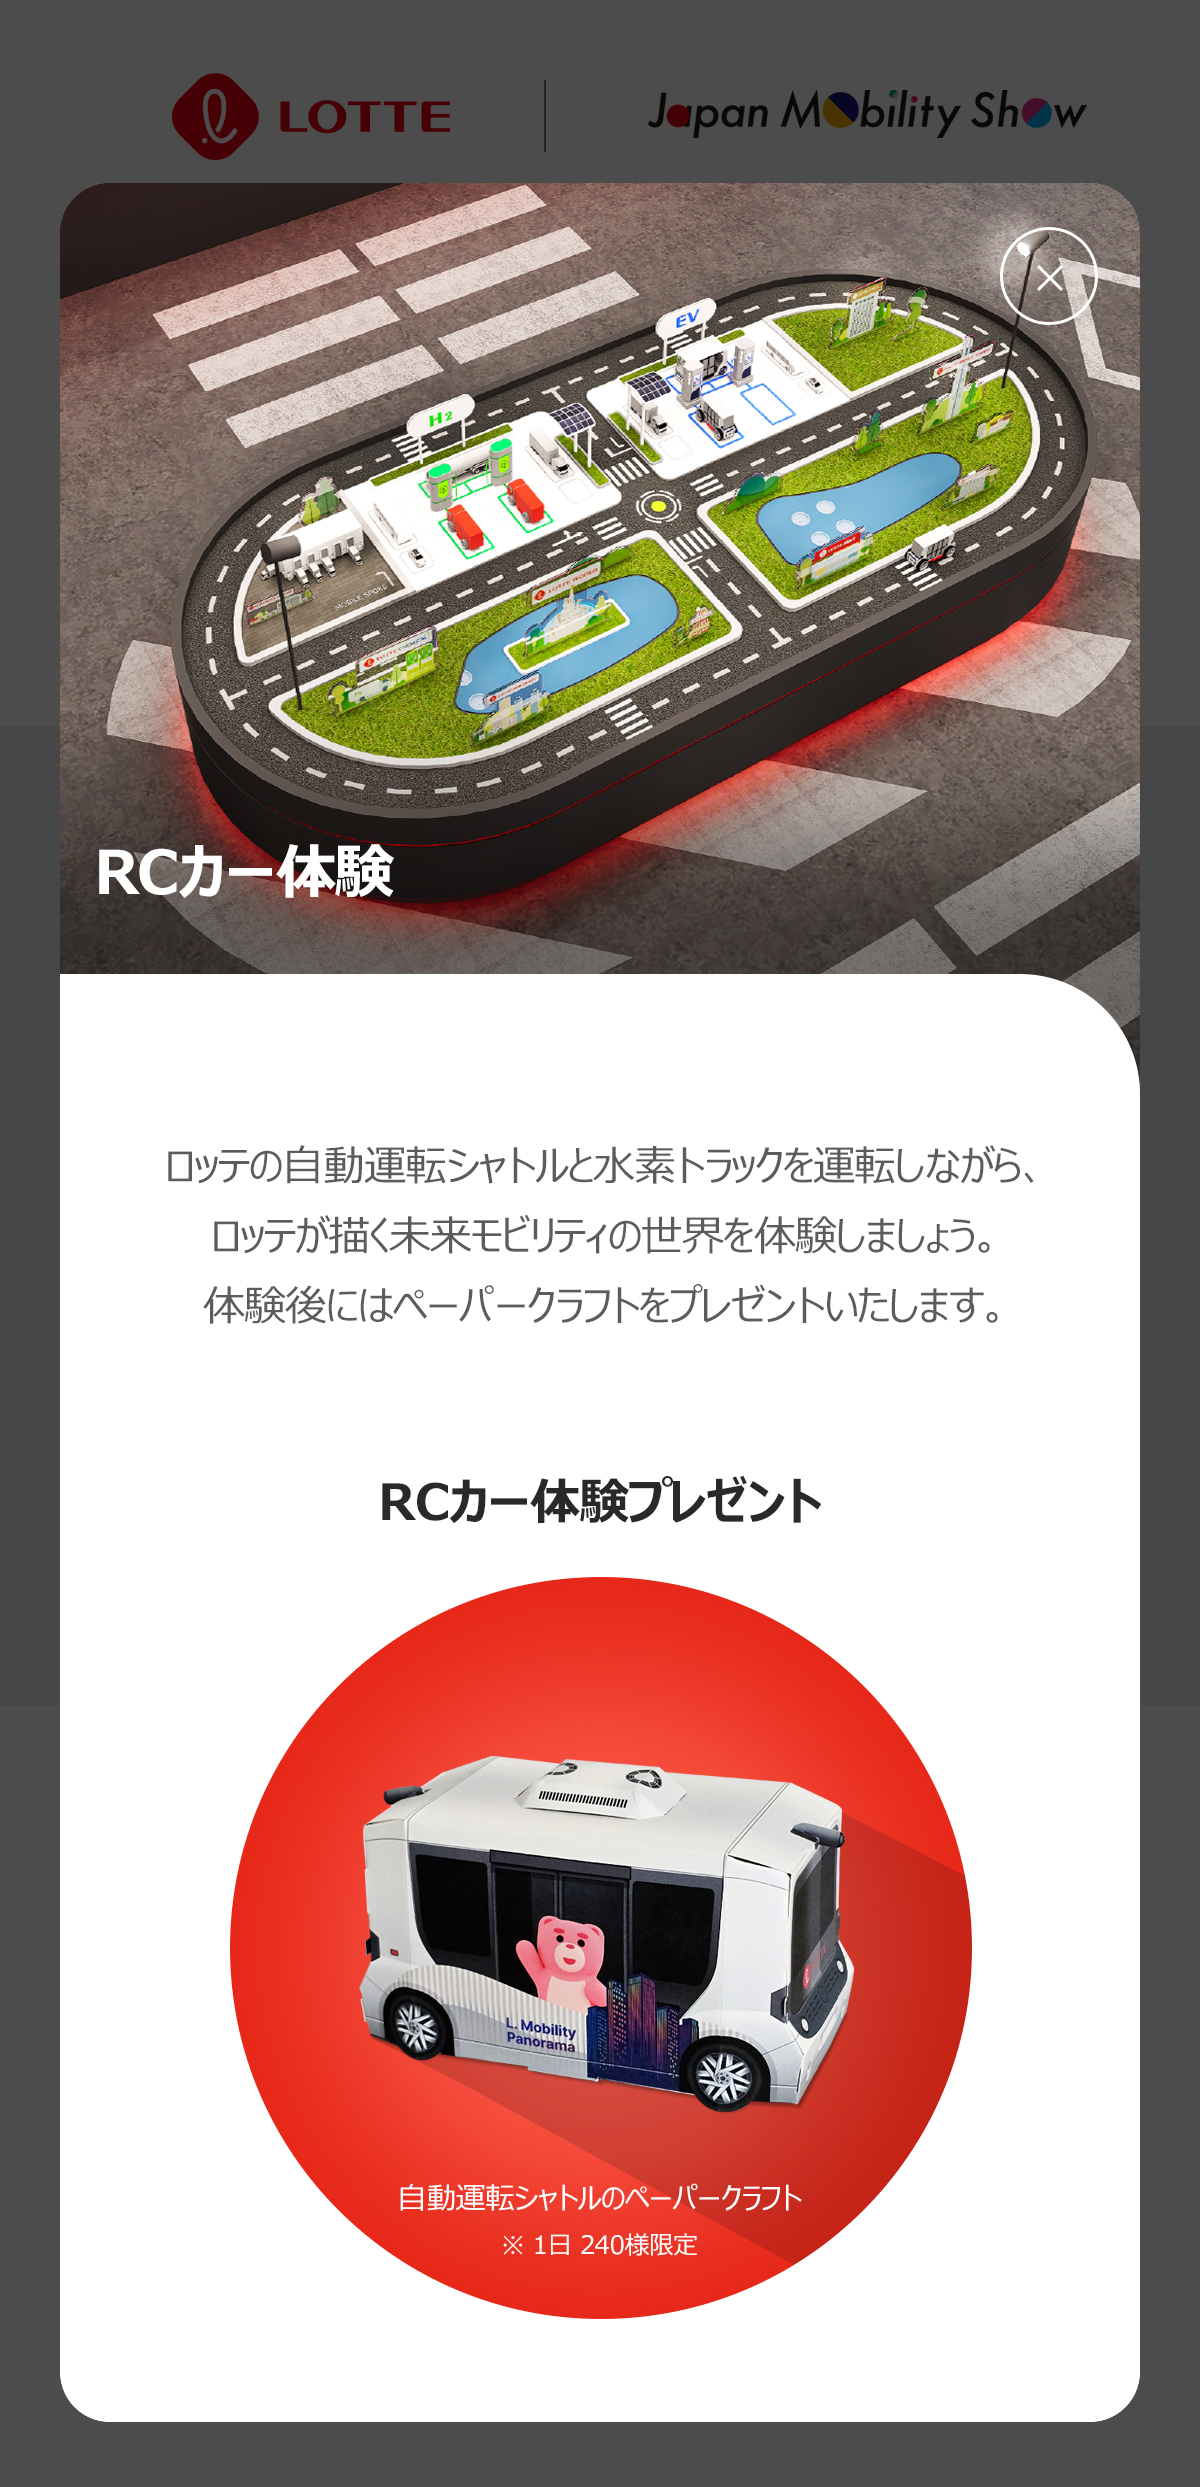 LOTTE
Japan Mobility Show
EV
H2
MOBILE SPOKE
LOTTE WORLD
LOTTE CHEMICAL
RCカー体験
ロッテの自動運転シャトルと水素トラックを運転しながら、
ロッテが描く未来モビリティの世界を体験しましょう。
体験後にはペーパークラフトをプレゼントいたします。
RCカー体験プレゼント
L. Mobility
Panorama
自動運転シャトルのペーパークラフト
※ 1日 240様限定